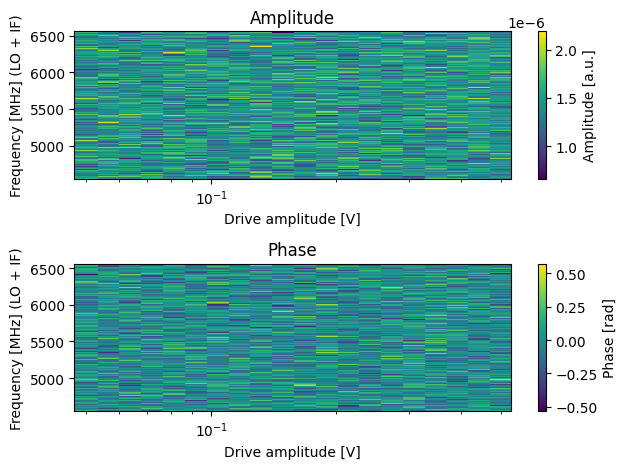 Amplitude
1e−6
Frequency [MHz] (LO + IF)
6500
6000
5500
5000
10⁻¹
Drive amplitude [V]
2.0
1.5
1.0
Amplitude [a.u.]
Phase
Frequency [MHz] (LO + IF)
6500
6000
5500
5000
10⁻¹
Drive amplitude [V]
0.50
0.25
0.00
−0.25
−0.50
Phase [rad]